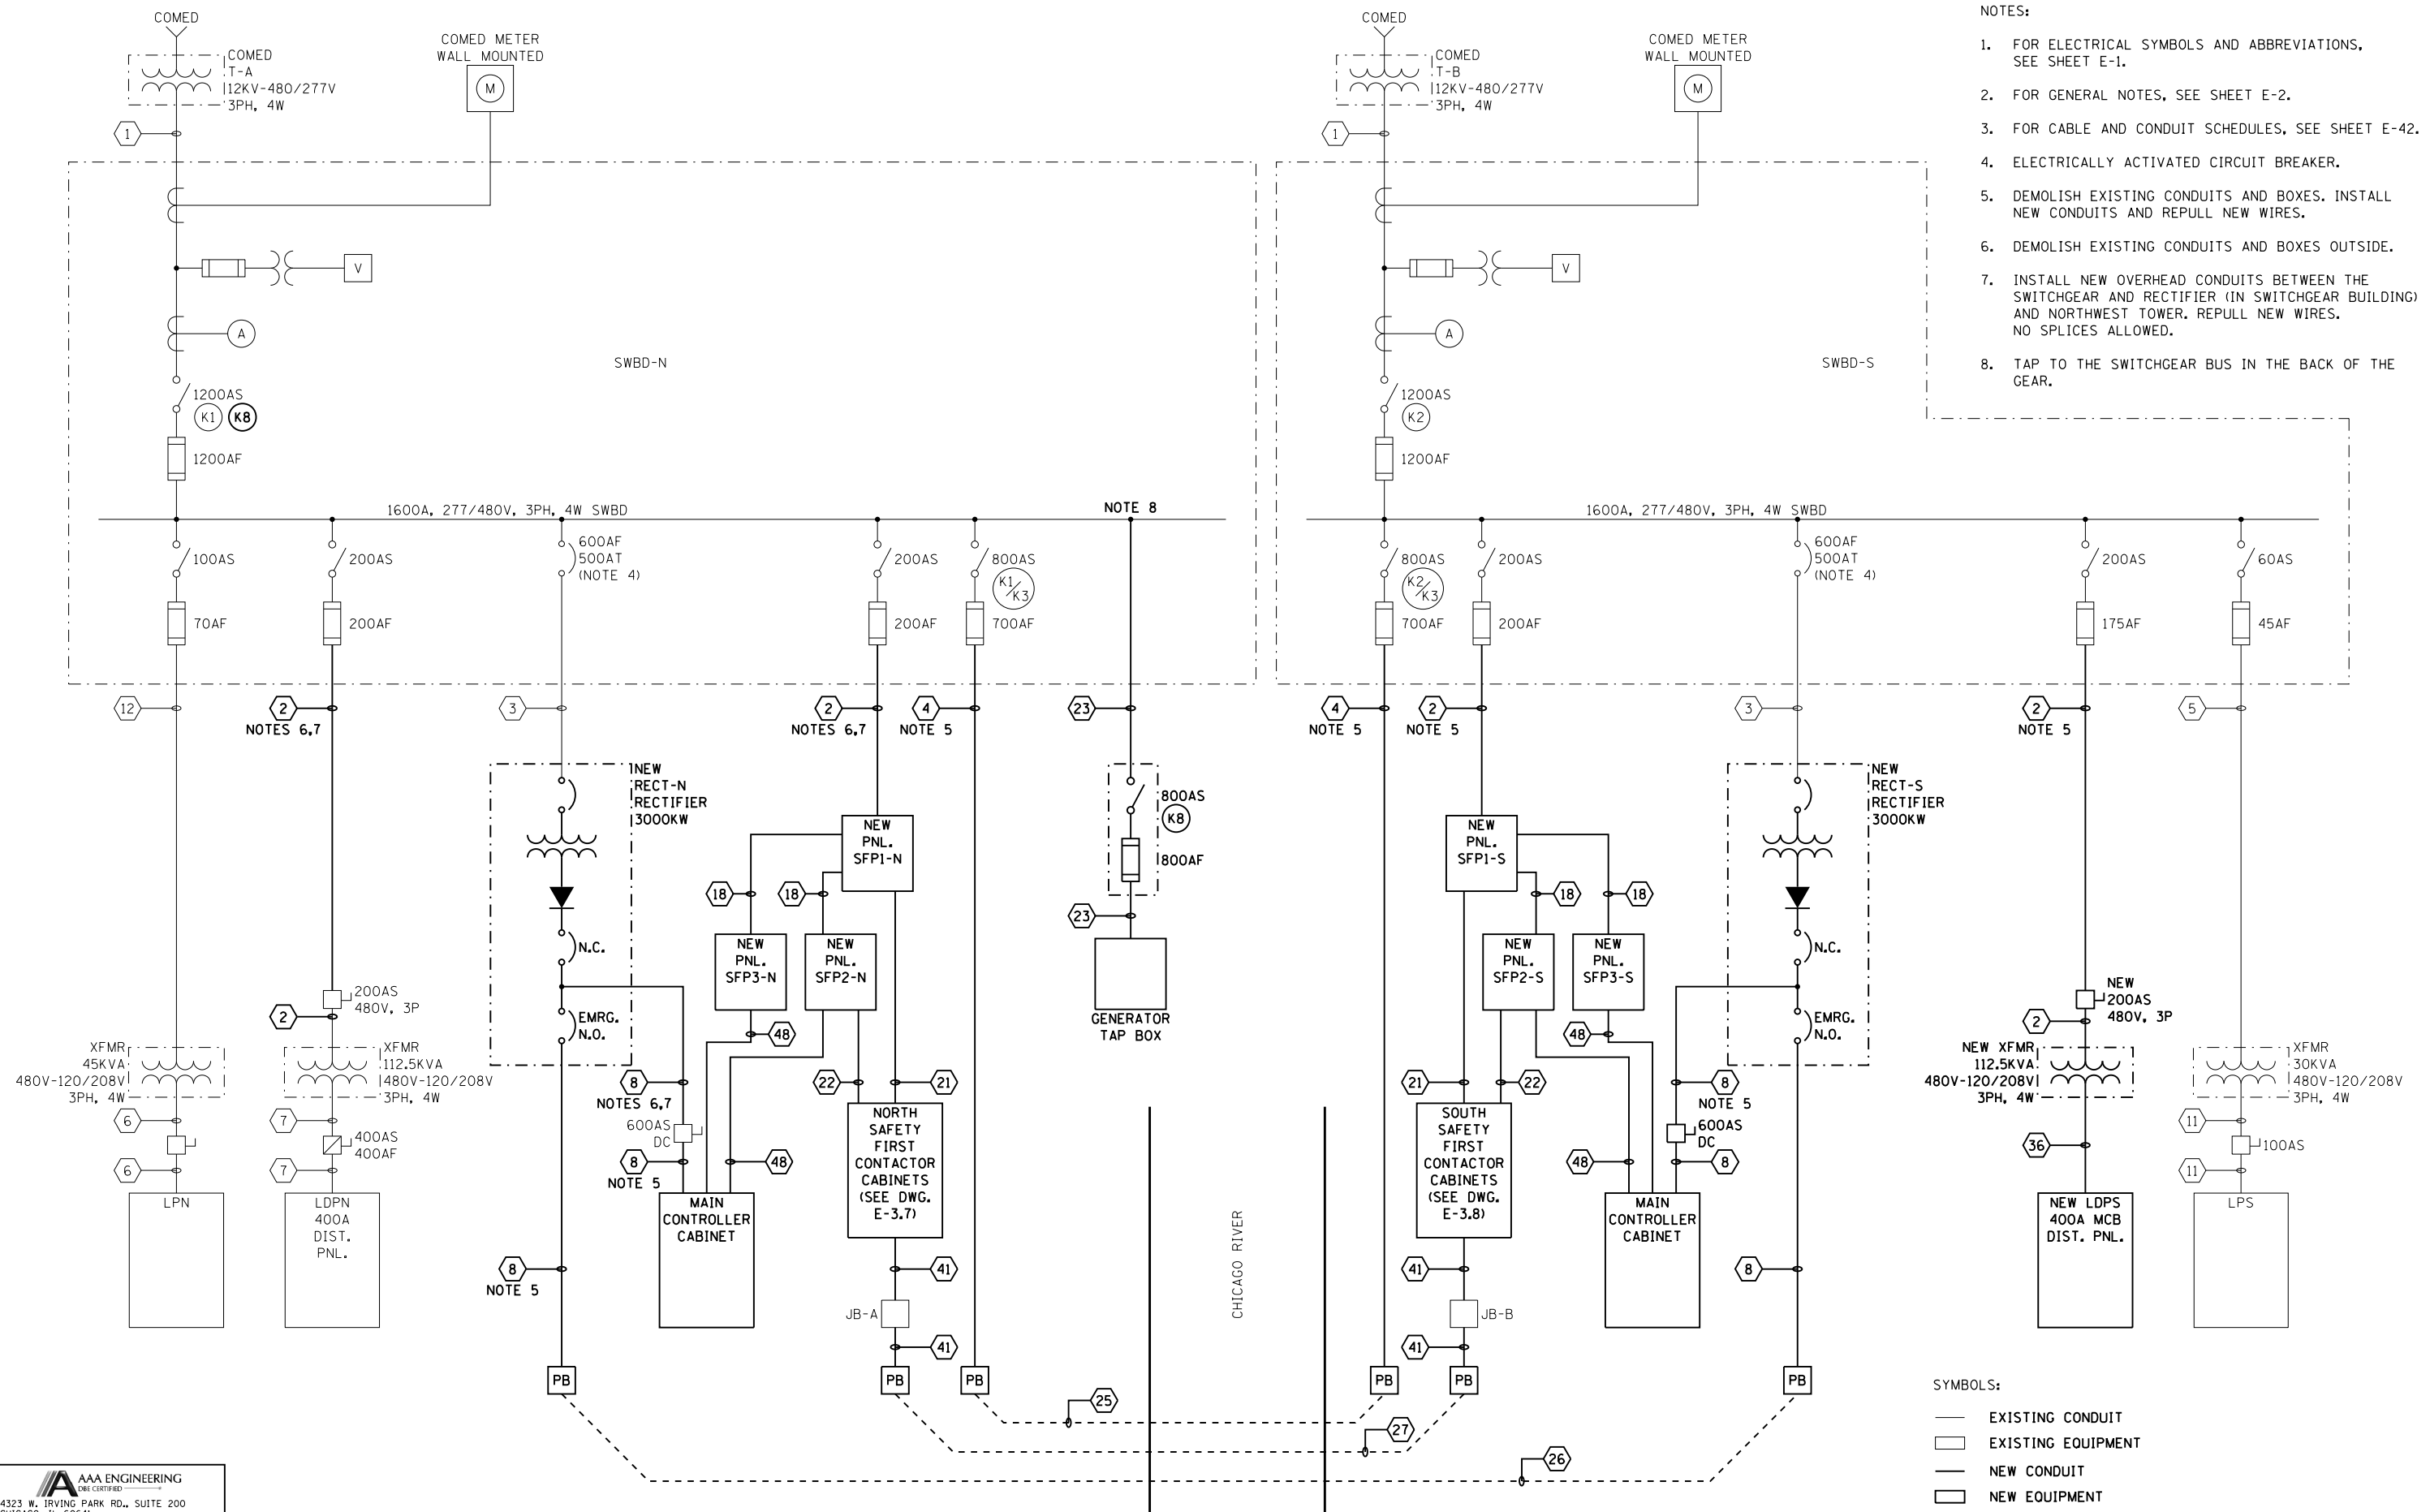 COMED
COMED
T-A
12KV-480/277V
3PH, 4W
COMED METER
WALL MOUNTED
M
1
V
A
SWBD-N
1200AS
K1
K8
1200AF
1600A, 277/480V, 3PH, 4W SWBD
NOTE 8
100AS
70AF
200AS
200AF
600AF
500AT
(NOTE 4)
200AS
200AF
800AS
K1/K3
700AF
12
2
NOTES 6,7
3
2
NOTES 6,7
4
NOTE 5
23
NEW
RECT-N
RECTIFIER
3000KW
N.C.
EMRG.
N.O.
NEW
PNL.
SFP1-N
18
18
NEW
PNL.
SFP3-N
NEW
PNL.
SFP2-N
48
800AS
K8
800AF
23
GENERATOR
TAP BOX
200AS
480V, 3P
2
XFMR
45KVA
480V-120/208V
3PH, 4W
XFMR
112.5KVA
480V-120/208V
3PH, 4W
6
6
LPN
7
400AS
400AF
7
LDPN
400A
DIST.
PNL.
8
NOTES 6,7
600AS
DC
8
NOTE 5
48
22
21
MAIN
CONTROLLER
CABINET
NORTH
SAFETY
FIRST
CONTACTOR
CABINETS
(SEE DWG.
E-3.7)
8
NOTE 5
41
JB-A
41
PB
PB
PB
CHICAGO RIVER
25
27
26
COMED
COMED
T-B
12KV-480/277V
3PH, 4W
COMED METER
WALL MOUNTED
M
1
V
A
SWBD-S
1200AS
K2
1200AF
1600A, 277/480V, 3PH, 4W SWBD
800AS
K2/K3
700AF
200AS
200AF
600AF
500AT
(NOTE 4)
200AS
175AF
60AS
45AF
4
NOTE 5
2
NOTE 5
3
2
NOTE 5
5
NEW
PNL.
SFP1-S
18
18
NEW
PNL.
SFP2-S
NEW
PNL.
SFP3-S
48
NEW
RECT-S
RECTIFIER
3000KW
N.C.
EMRG.
N.O.
21
22
8
NOTE 5
600AS
DC
8
48
SOUTH
SAFETY
FIRST
CONTACTOR
CABINETS
(SEE DWG.
E-3.8)
MAIN
CONTROLLER
CABINET
41
JB-B
41
8
PB
PB
PB
NEW
200AS
480V, 3P
2
NEW XFMR
112.5KVA
480V-120/208V
3PH, 4W
36
NEW LDPS
400A MCB
DIST. PNL.
XFMR
30KVA
480V-120/208V
3PH, 4W
11
100AS
11
LPS
NOTES:
1. FOR ELECTRICAL SYMBOLS AND ABBREVIATIONS,
SEE SHEET E-1.
2. FOR GENERAL NOTES, SEE SHEET E-2.
3. FOR CABLE AND CONDUIT SCHEDULES, SEE SHEET E-42.
4. ELECTRICALLY ACTIVATED CIRCUIT BREAKER.
5. DEMOLISH EXISTING CONDUITS AND BOXES. INSTALL
NEW CONDUITS AND REPULL NEW WIRES.
6. DEMOLISH EXISTING CONDUITS AND BOXES OUTSIDE.
7. INSTALL NEW OVERHEAD CONDUITS BETWEEN THE
SWITCHGEAR AND RECTIFIER (IN SWITCHGEAR BUILDING)
AND NORTHWEST TOWER. REPULL NEW WIRES.
NO SPLICES ALLOWED.
8. TAP TO THE SWITCHGEAR BUS IN THE BACK OF THE
GEAR.
SYMBOLS:
EXISTING CONDUIT
EXISTING EQUIPMENT
NEW CONDUIT
NEW EQUIPMENT
AAA ENGINEERING
DBE CERTIFIED
4323 W. IRVING PARK RD., SUITE 200